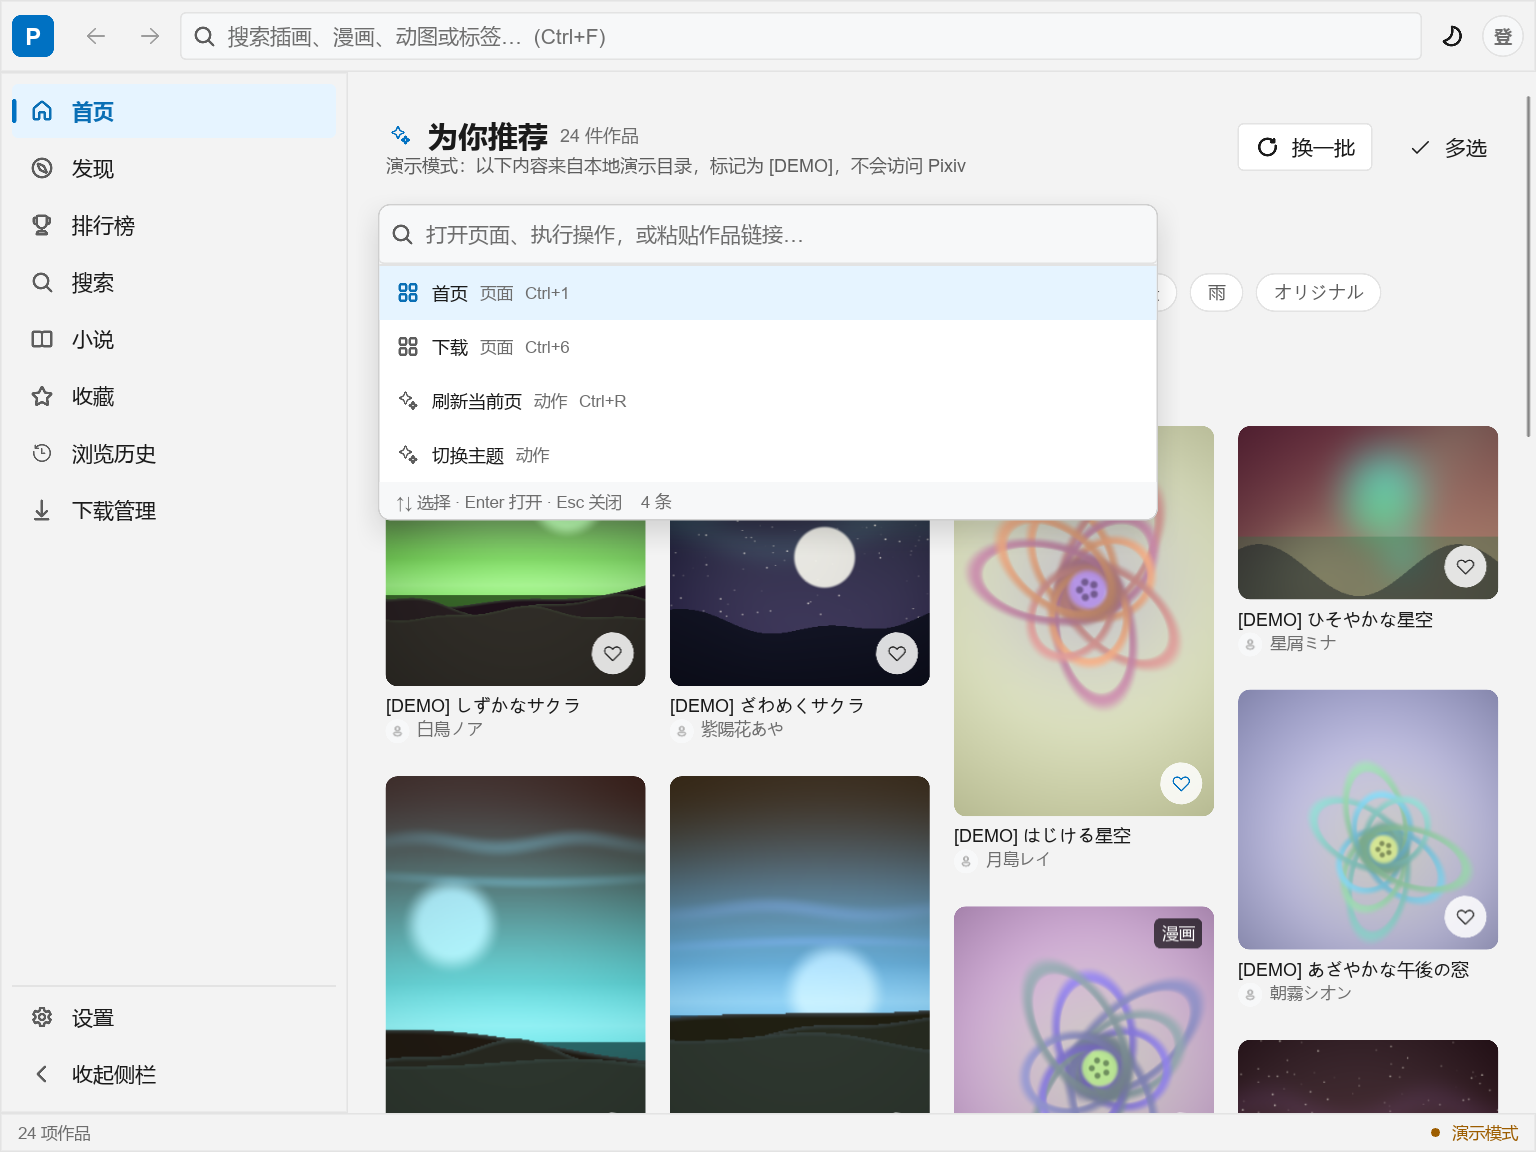 P
搜索插画、漫画、动图或标签… (Ctrl+F)
登
首页
发现
排行榜
搜索
小说
收藏
浏览历史
下载管理
设置
收起侧栏
为你推荐 24 件作品
演示模式：以下内容来自本地演示目录，标记为 [DEMO]，不会访问 Pixiv
换一批
多选
打开页面、执行操作，或粘贴作品链接…
首页 页面 Ctrl+1
下载 页面 Ctrl+6
刷新当前页 动作 Ctrl+R
切换主题 动作
↑↓ 选择 · Enter 打开 · Esc 关闭 4 条
雨
オリジナル
[DEMO] しずかなサクラ
白鳥ノア
[DEMO] ざわめくサクラ
紫陽花あや
[DEMO] はじける星空
月島レイ
[DEMO] ひそやかな星空
星屑ミナ
漫画
[DEMO] あざやかな午後の窓
朝霧シオン
24 项作品
演示模式